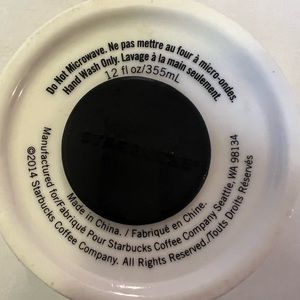 Do Not Microwave. Ne pas mettre au four à micro-ondes.
Hand Wash Only. Lavage à la main seulement.
12 fl oz/355mL
STARBUCKS
Made in China. / Fabriqué en Chine.
Manufactured for/Fabriqué Pour Starbucks Coffee Company Seattle, WA 98134
©2014 Starbucks Coffee Company. All Rights Reserved./Touts Droits Réservés